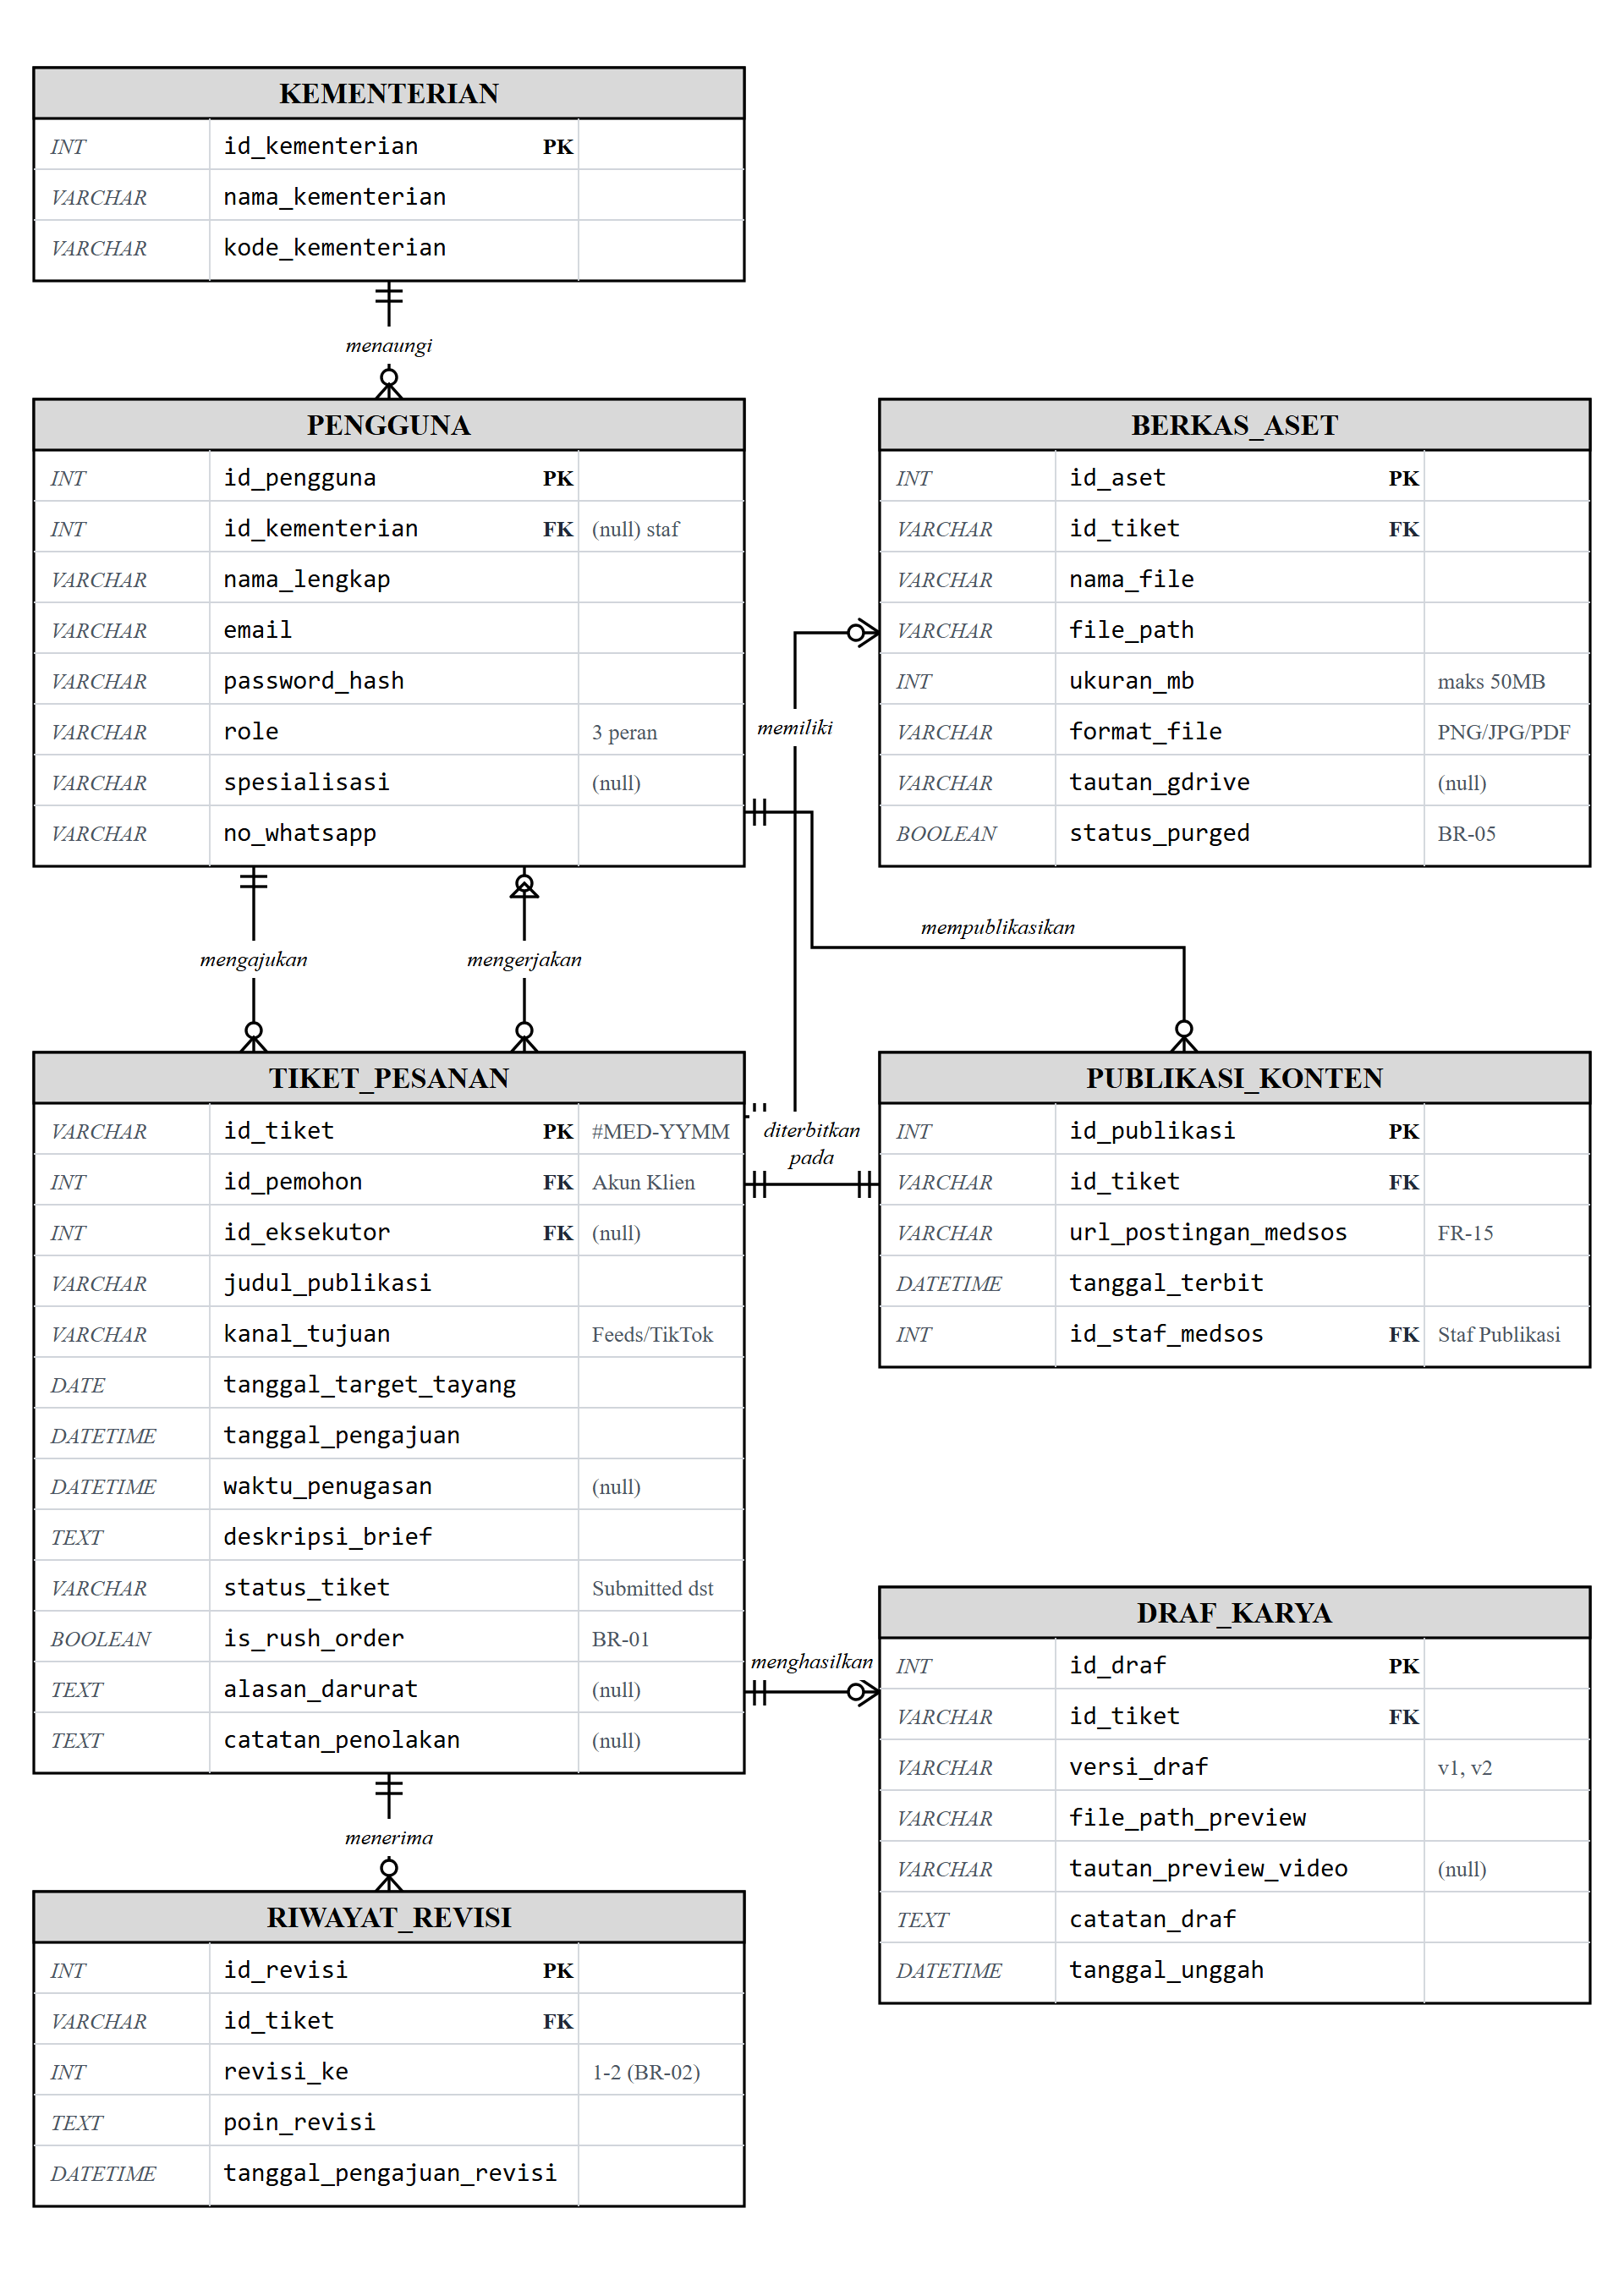 KEMENTERIAN
INT id_kementerian PK
VARCHAR nama_kementerian
VARCHAR kode_kementerian
menaungi
PENGGUNA
INT id_pengguna PK
INT id_kementerian FK (null) staf
VARCHAR nama_lengkap
VARCHAR email
VARCHAR password_hash
VARCHAR role 3 peran
VARCHAR spesialisasi (null)
VARCHAR no_whatsapp
BERKAS_ASET
INT id_aset PK
VARCHAR id_tiket FK
VARCHAR nama_file
VARCHAR file_path
INT ukuran_mb maks 50MB
VARCHAR format_file PNG/JPG/PDF
VARCHAR tautan_gdrive (null)
BOOLEAN status_purged BR-05
memiliki
mempublikasikan
mengajukan
mengerjakan
TIKET_PESANAN
VARCHAR id_tiket PK #MED-YYMM
INT id_pemohon FK Akun Klien
INT id_eksekutor FK (null)
VARCHAR judul_publikasi
VARCHAR kanal_tujuan Feeds/TikTok
DATE tanggal_target_tayang
DATETIME tanggal_pengajuan
DATETIME waktu_penugasan (null)
TEXT deskripsi_brief
VARCHAR status_tiket Submitted dst
BOOLEAN is_rush_order BR-01
TEXT alasan_darurat (null)
TEXT catatan_penolakan (null)
diterbitkan
pada
PUBLIKASI_KONTEN
INT id_publikasi PK
VARCHAR id_tiket FK
VARCHAR url_postingan_medsos FR-15
DATETIME tanggal_terbit
INT id_staf_medsos FK Staf Publikasi
menghasilkan
DRAF_KARYA
INT id_draf PK
VARCHAR id_tiket FK
VARCHAR versi_draf v1, v2
VARCHAR file_path_preview
VARCHAR tautan_preview_video (null)
TEXT catatan_draf
DATETIME tanggal_unggah
menerima
RIWAYAT_REVISI
INT id_revisi PK
VARCHAR id_tiket FK
INT revisi_ke 1-2 (BR-02)
TEXT poin_revisi
DATETIME tanggal_pengajuan_revisi